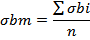 σbm = ∑σbi / n